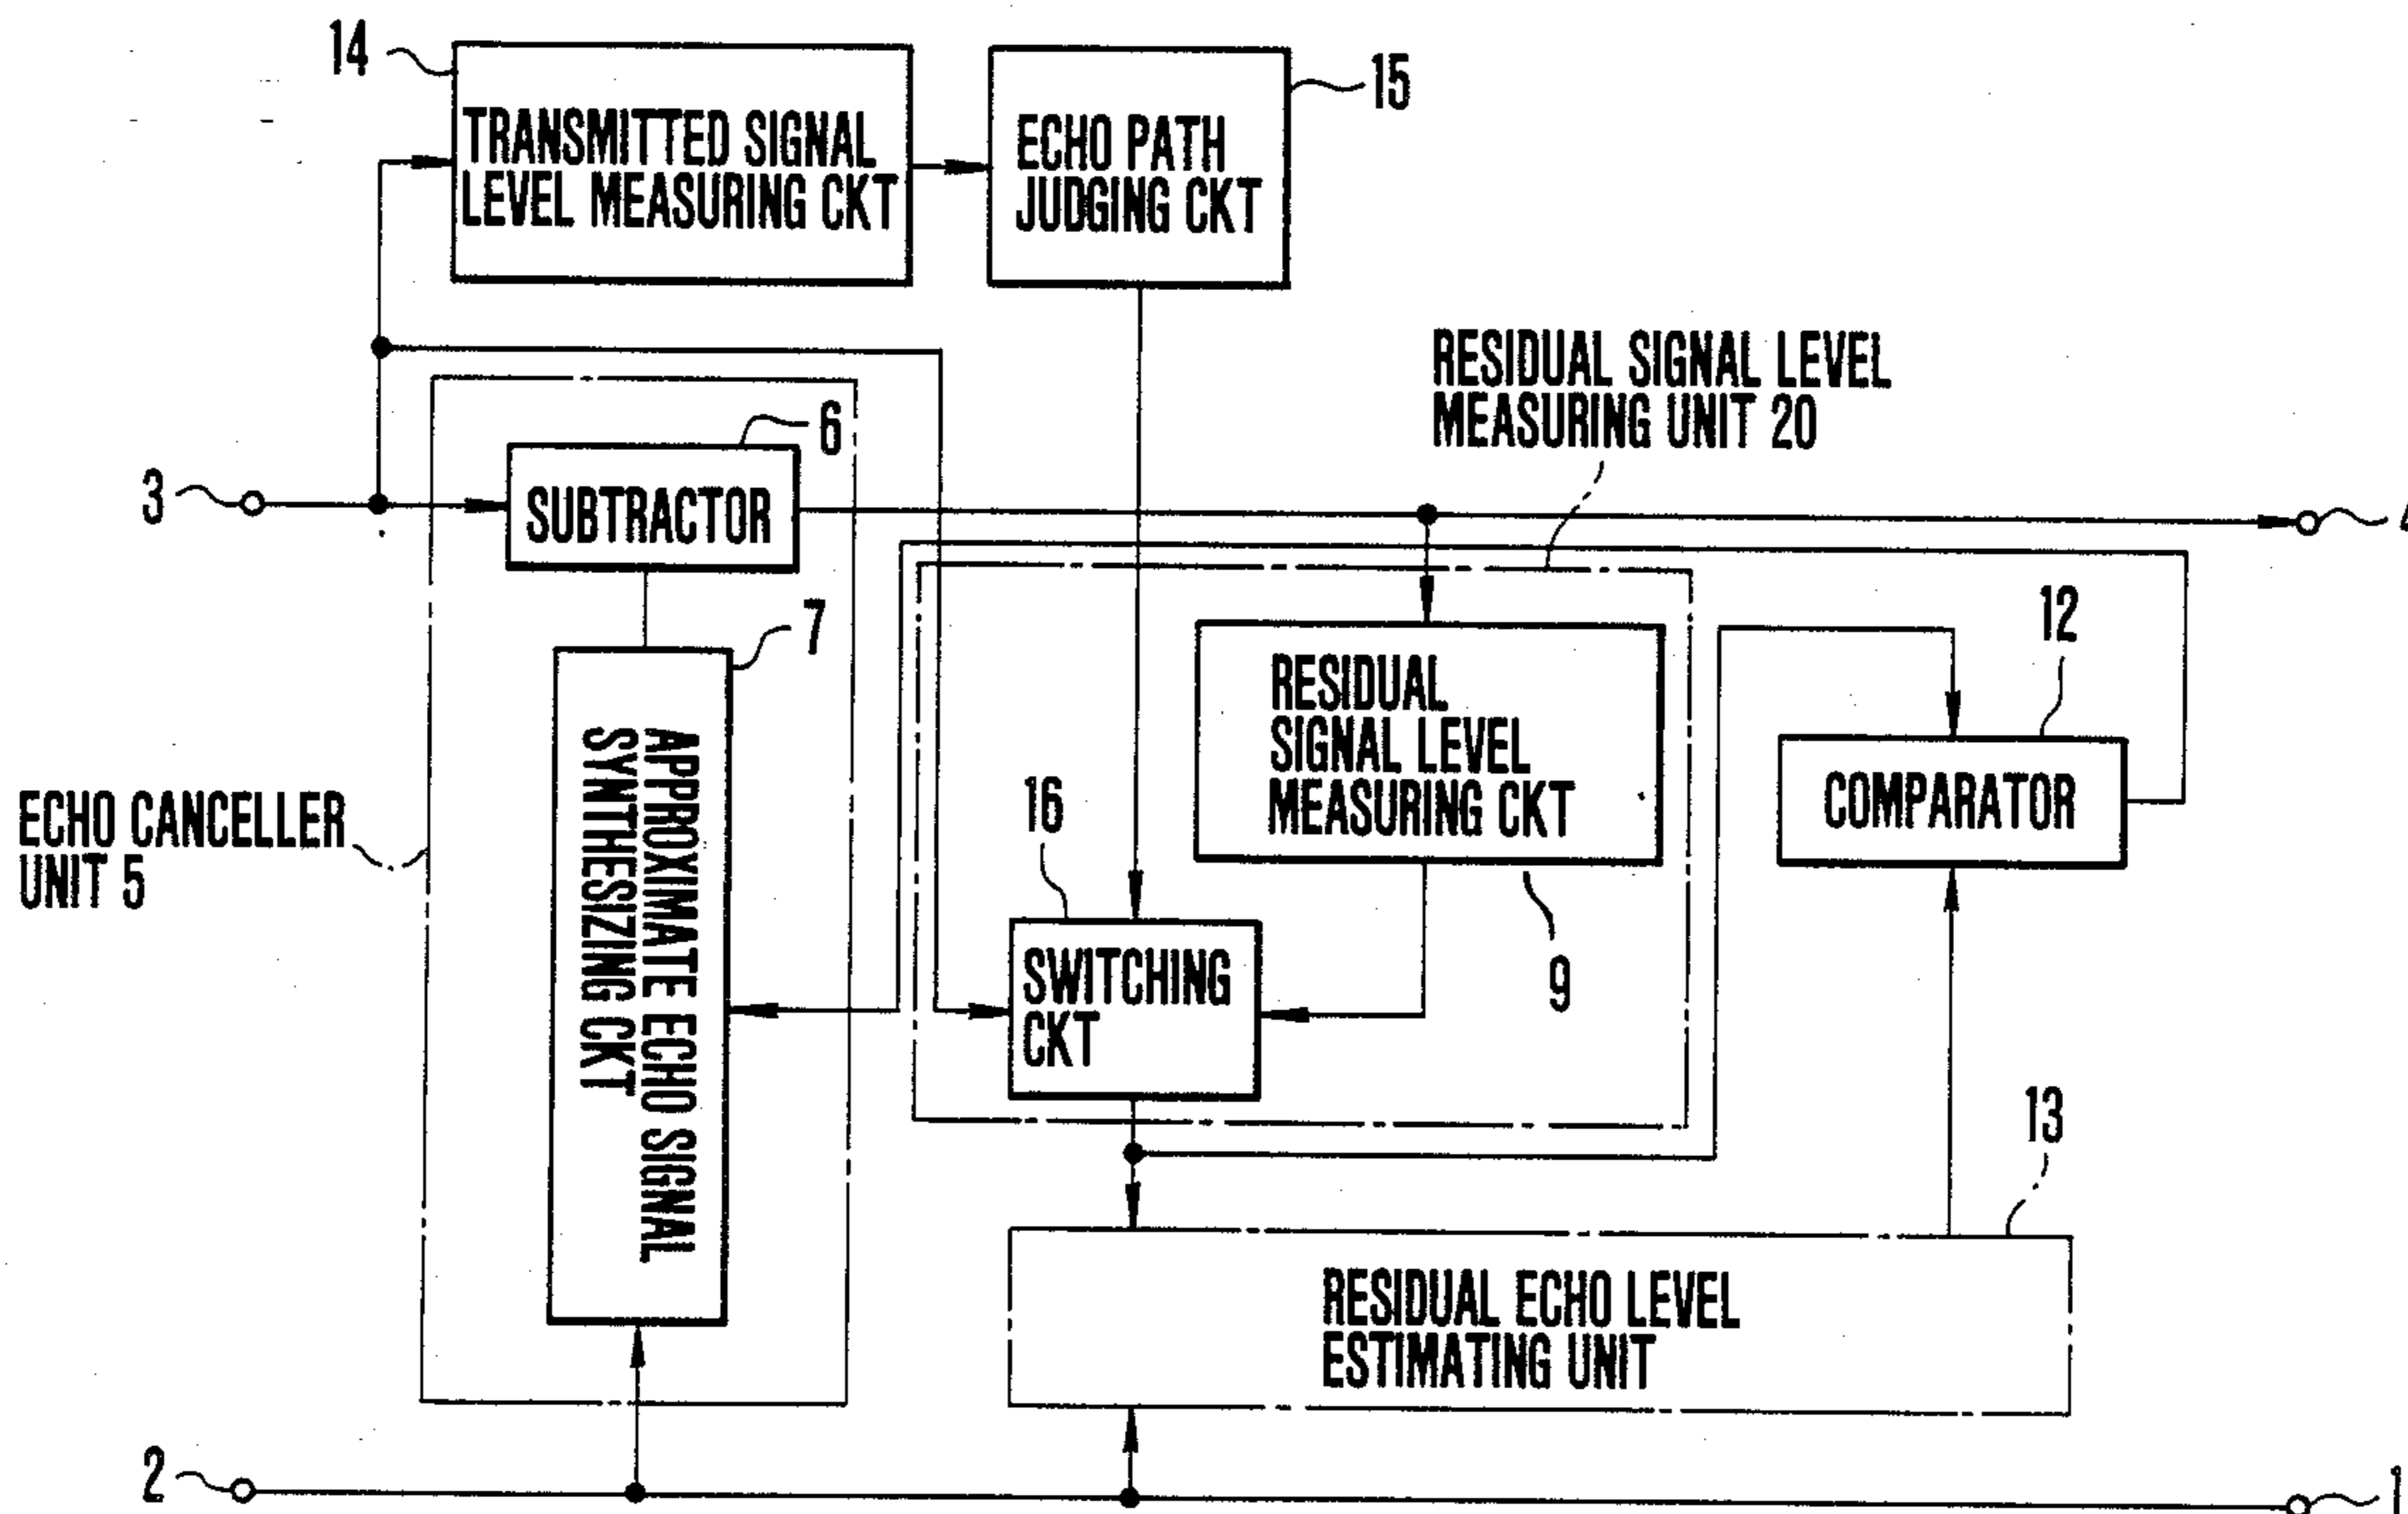 14
TRANSMITTED SIGNAL
LEVEL MEASURING CKT
ECHO PATH
JUDGING CKT
15
RESIDUAL SIGNAL LEVEL
MEASURING UNIT 20
6
3
SUBTRACTOR
7
12
RESIDUAL
SIGNAL LEVEL
MEASURING CKT
COMPARATOR
ECHO CANCELLER
UNIT 5
APPROXIMATE ECHO SIGNAL
SYNTHESIZING CKT
16
SWITCHING
CKT
9
13
RESIDUAL ECHO LEVEL
ESTIMATING UNIT
2
1